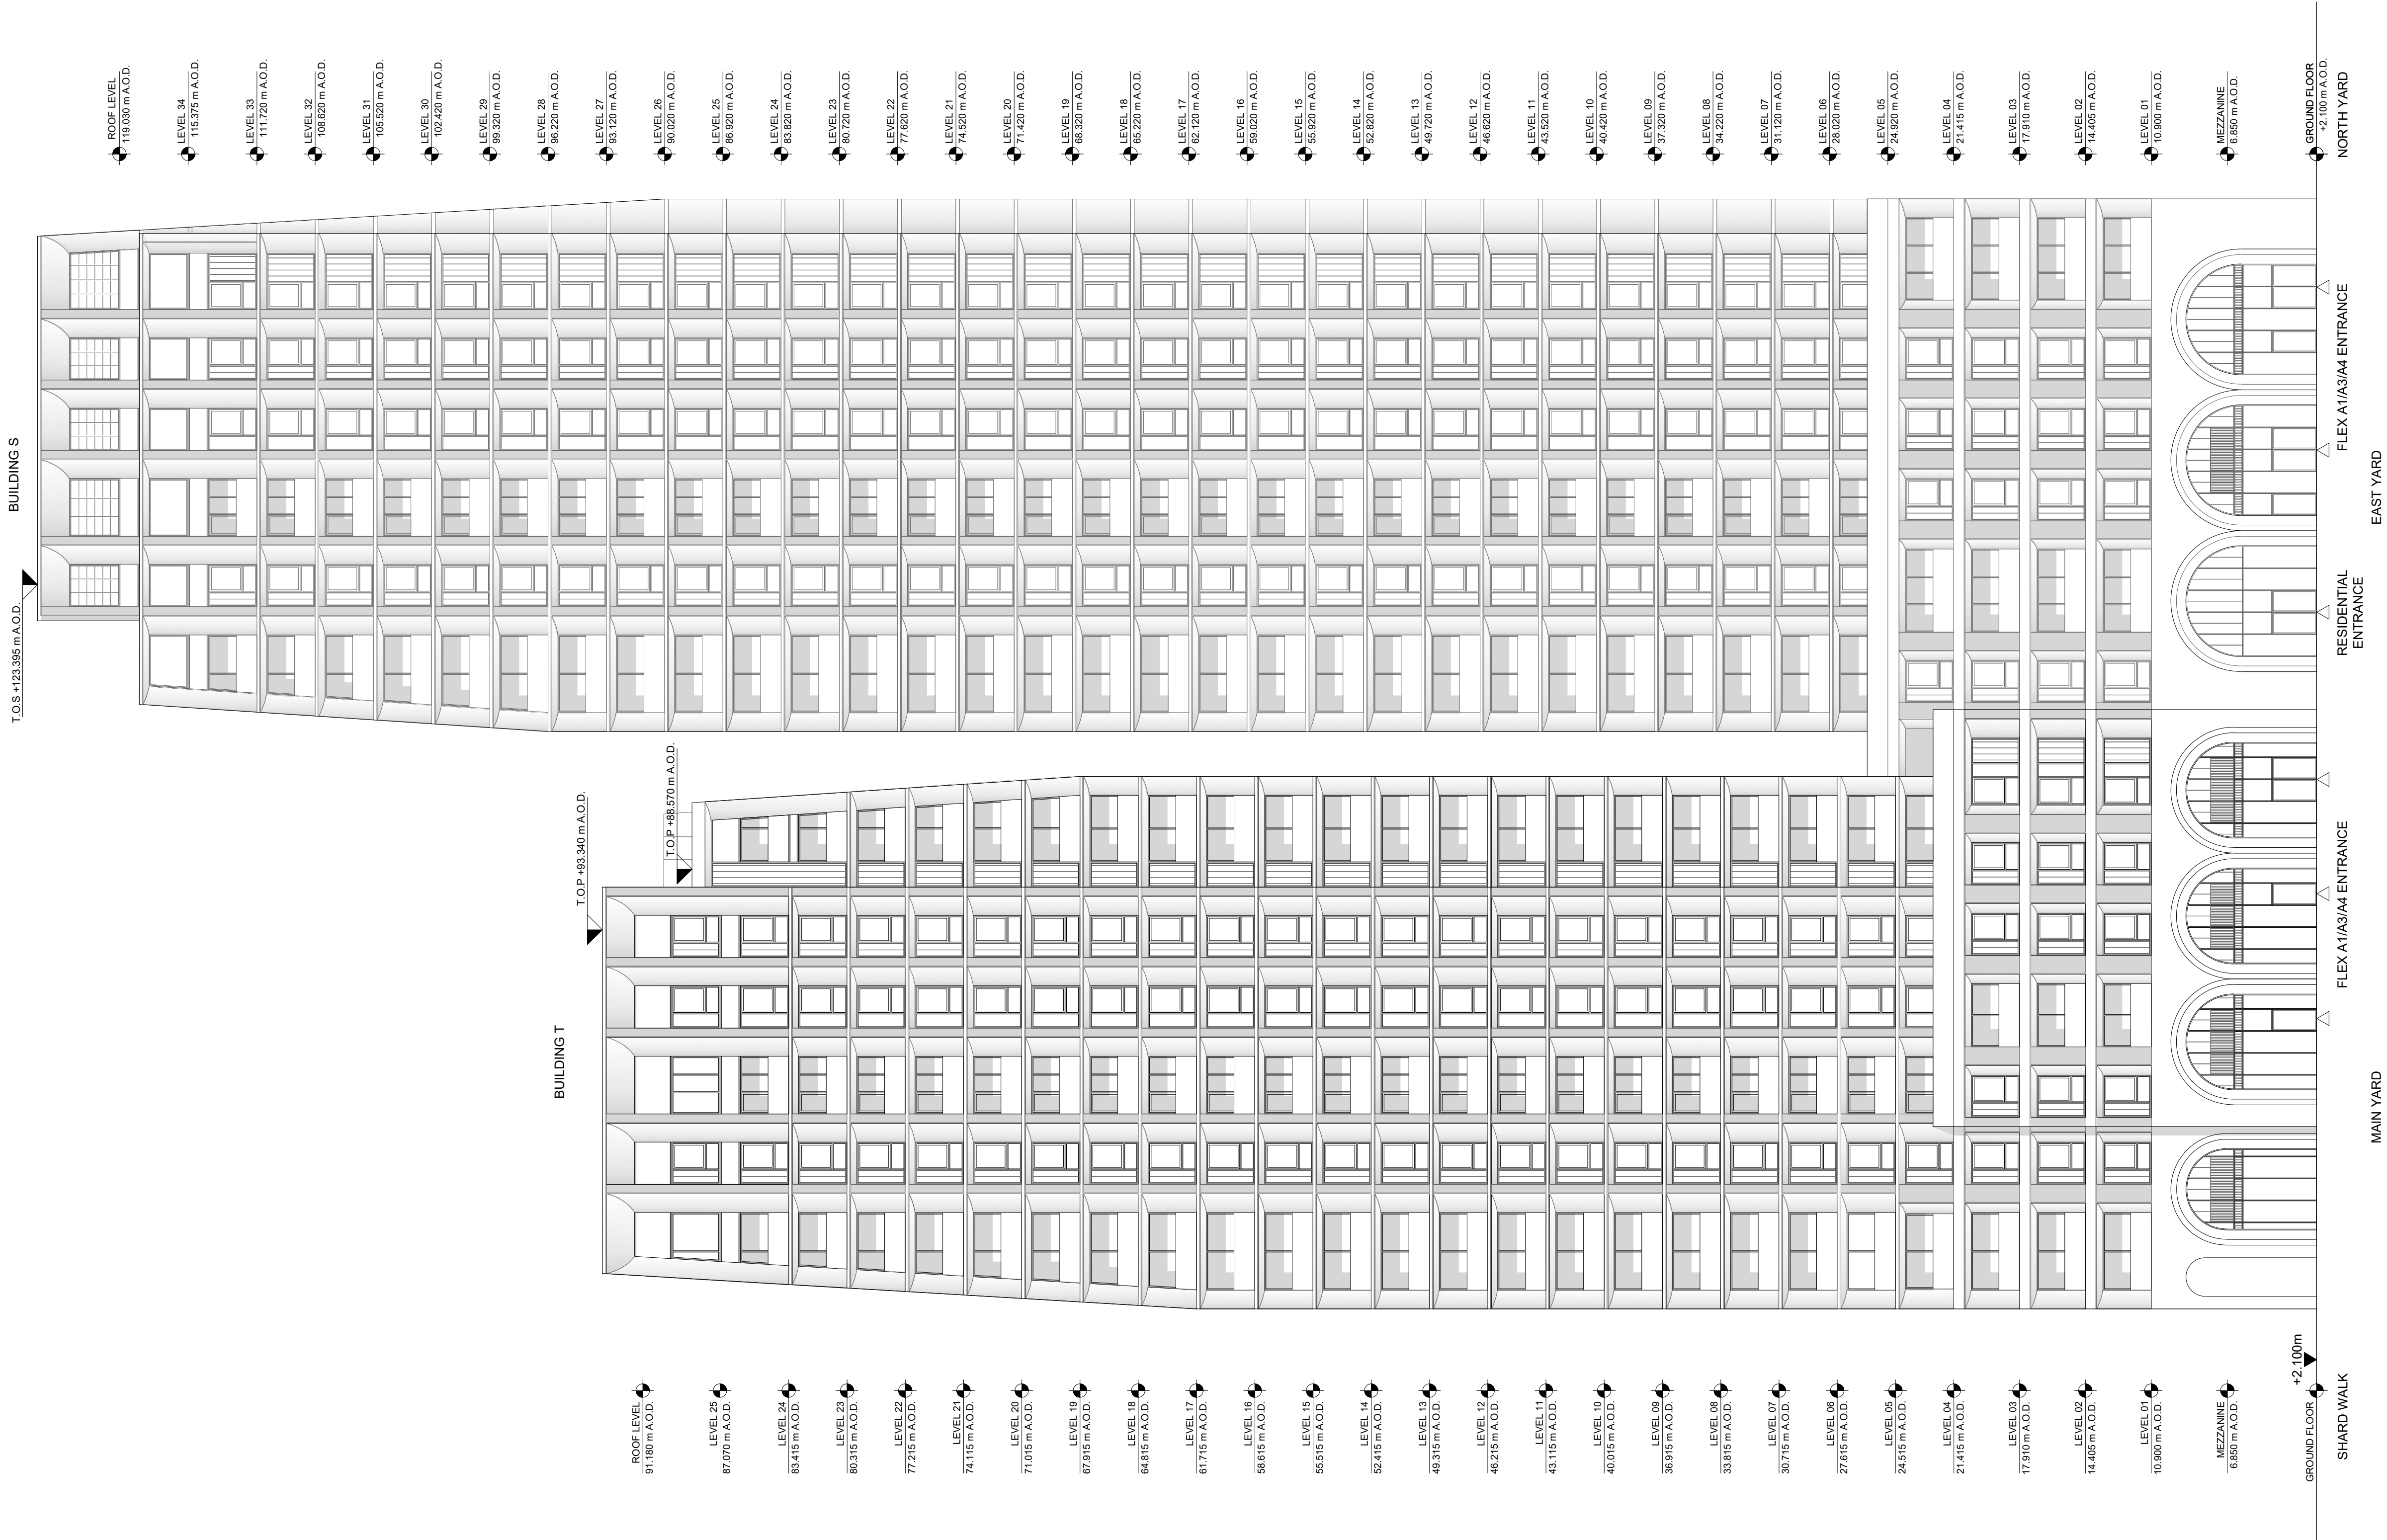 BUILDING S
T.O.S +123.395 m A.O.D.
BUILDING T
T.O.P +93.340 m A.O.D.
T.O.P +88.570 m A.O.D.
ROOF LEVEL
91.180 m A.O.D.
LEVEL 25
87.070 m A.O.D.
LEVEL 24
83.415 m A.O.D.
LEVEL 23
80.315 m A.O.D.
LEVEL 22
77.215 m A.O.D.
LEVEL 21
74.115 m A.O.D.
LEVEL 20
71.015 m A.O.D.
LEVEL 19
67.915 m A.O.D.
LEVEL 18
64.815 m A.O.D.
LEVEL 17
61.715 m A.O.D.
LEVEL 16
58.615 m A.O.D.
LEVEL 15
55.515 m A.O.D.
LEVEL 14
52.415 m A.O.D.
LEVEL 13
49.315 m A.O.D.
LEVEL 12
46.215 m A.O.D.
LEVEL 11
43.115 m A.O.D.
LEVEL 10
40.015 m A.O.D.
LEVEL 09
36.915 m A.O.D.
LEVEL 08
33.815 m A.O.D.
LEVEL 07
30.715 m A.O.D.
LEVEL 06
27.615 m A.O.D.
LEVEL 05
24.515 m A.O.D.
LEVEL 04
21.415 m A.O.D.
LEVEL 03
17.910 m A.O.D.
LEVEL 02
14.405 m A.O.D.
LEVEL 01
10.900 m A.O.D.
MEZZANINE
6.850 m A.O.D.
GROUND FLOOR
+2.100m
ROOF LEVEL
119.030 m A.O.D.
LEVEL 34
115.375 m A.O.D.
LEVEL 33
111.720 m A.O.D.
LEVEL 32
108.620 m A.O.D.
LEVEL 31
105.520 m A.O.D.
LEVEL 30
102.420 m A.O.D.
LEVEL 29
99.320 m A.O.D.
LEVEL 28
96.220 m A.O.D.
LEVEL 27
93.120 m A.O.D.
LEVEL 26
90.020 m A.O.D.
LEVEL 25
86.920 m A.O.D.
LEVEL 24
83.820 m A.O.D.
LEVEL 23
80.720 m A.O.D.
LEVEL 22
77.620 m A.O.D.
LEVEL 21
74.520 m A.O.D.
LEVEL 20
71.420 m A.O.D.
LEVEL 19
68.320 m A.O.D.
LEVEL 18
65.220 m A.O.D.
LEVEL 17
62.120 m A.O.D.
LEVEL 16
59.020 m A.O.D.
LEVEL 15
55.920 m A.O.D.
LEVEL 14
52.820 m A.O.D.
LEVEL 13
49.720 m A.O.D.
LEVEL 12
46.620 m A.O.D.
LEVEL 11
43.520 m A.O.D.
LEVEL 10
40.420 m A.O.D.
LEVEL 09
37.320 m A.O.D.
LEVEL 08
34.220 m A.O.D.
LEVEL 07
31.120 m A.O.D.
LEVEL 06
28.020 m A.O.D.
LEVEL 05
24.920 m A.O.D.
LEVEL 04
21.415 m A.O.D.
LEVEL 03
17.910 m A.O.D.
LEVEL 02
14.405 m A.O.D.
LEVEL 01
10.900 m A.O.D.
MEZZANINE
6.850 m A.O.D.
GROUND FLOOR
+2.100 m A.O.D.
SHARD WALK
FLEX A1/A3/A4 ENTRANCE
RESIDENTIAL
ENTRANCE
FLEX A1/A3/A4 ENTRANCE
NORTH YARD
MAIN YARD
EAST YARD